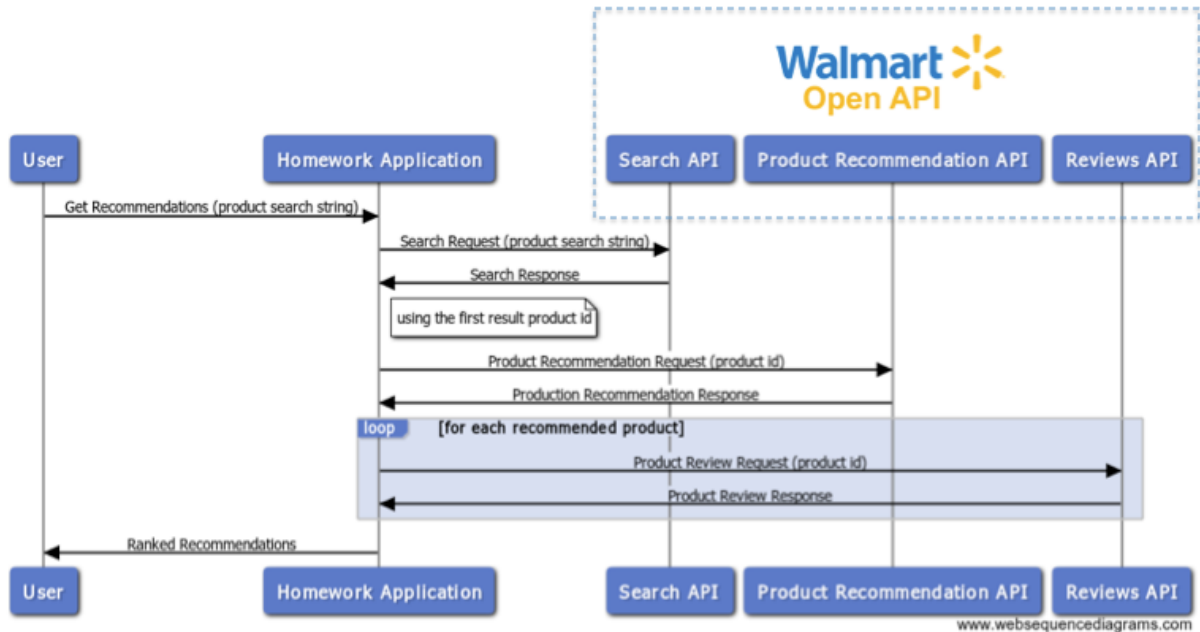 Walmart
Open API
User
Homework Application
Search API
Product Recommendation API
Reviews API
Get Recommendations (product search string)
Search Request (product search string)
Search Response
using the first result product id
Product Recommendation Request (product id)
Production Recommendation Response
loop
[for each recommended product]
Product Review Request (product id)
Product Review Response
Ranked Recommendations
User
Homework Application
Search API
Product Recommendation API
Reviews API
www.websequencediagrams.com